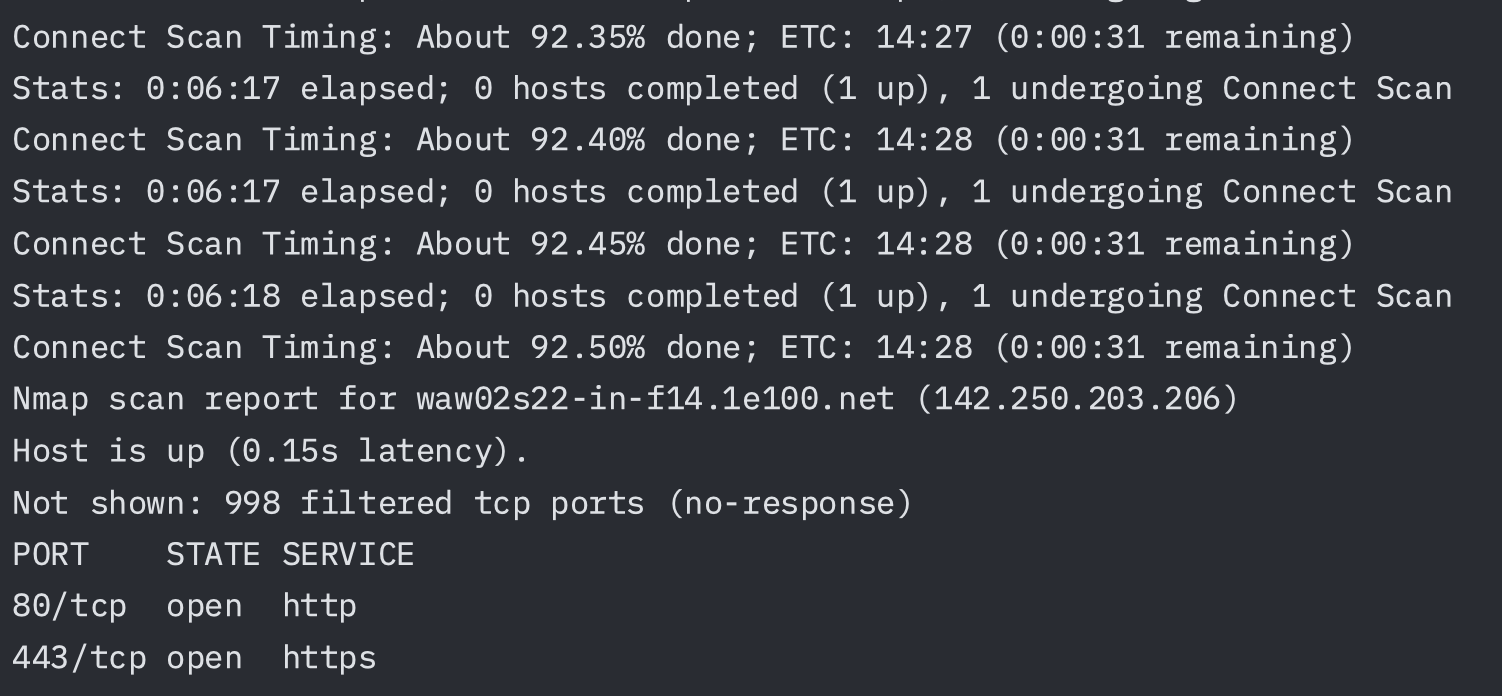 Connect Scan Timing: About 92.35% done; ETC: 14:27 (0:00:31 remaining)
Stats: 0:06:17 elapsed; 0 hosts completed (1 up), 1 undergoing Connect Scan
Connect Scan Timing: About 92.40% done; ETC: 14:28 (0:00:31 remaining)
Stats: 0:06:17 elapsed; 0 hosts completed (1 up), 1 undergoing Connect Scan
Connect Scan Timing: About 92.45% done; ETC: 14:28 (0:00:31 remaining)
Stats: 0:06:18 elapsed; 0 hosts completed (1 up), 1 undergoing Connect Scan
Connect Scan Timing: About 92.50% done; ETC: 14:28 (0:00:31 remaining)
Nmap scan report for waw02s22-in-f14.1e100.net (142.250.203.206)
Host is up (0.15s latency).
Not shown: 998 filtered tcp ports (no-response)
PORT    STATE SERVICE
80/tcp  open  http
443/tcp open  https